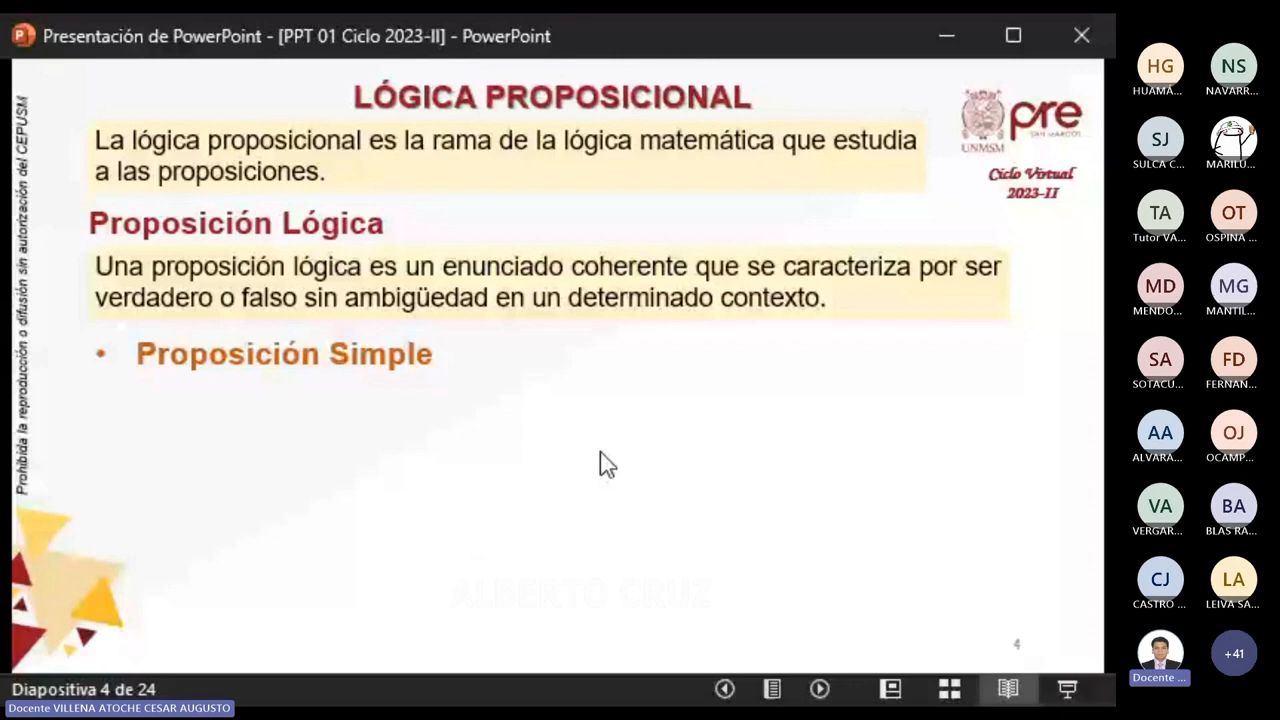 Presentación de PowerPoint - [PPT 01 Ciclo 2023-II] - PowerPoint
LÓGICA PROPOSICIONAL
La lógica proposicional es la rama de la lógica matemática que estudia
a las proposiciones.
pre
SAN MARCOS
UNMSM
Ciclo Virtual
2023-II
Proposición Lógica
Una proposición lógica es un enunciado coherente que se caracteriza por ser
verdadero o falso sin ambigüedad en un determinado contexto.
• Proposición Simple
Prohibida la reproducción o difusión sin autorización del CEPUSM
ALBERTO CRUZ
4
Diapositiva 4 de 24
Docente VILLENA ATOCHE CESAR AUGUSTO
HG
HUAMÁ...
NS
NAVARR...
SJ
SULCA C...
MARILU...
TA
Tutor VA...
OT
OSPINA ...
MD
MENDO...
MG
MANTIL...
SA
SOTACU...
FD
FERNAN...
AA
ALVARA...
OJ
OCAMP...
VA
VERGAR...
BA
BLAS RA...
CJ
CASTRO ...
LA
LEIVA SA...
Docente ...
+41